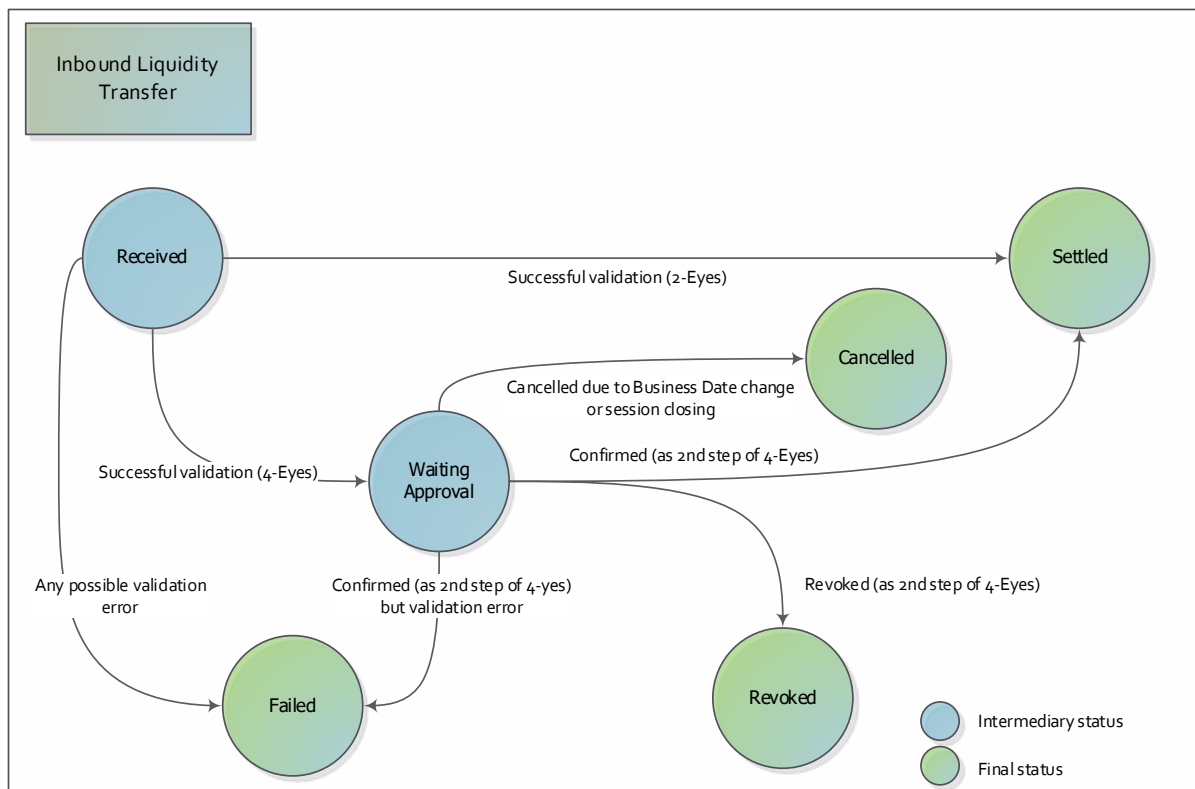 Inbound Liquidity
Transfer
Received
Settled
Successful validation (2-Eyes)
Cancelled
Cancelled due to Business Date change
or session closing
Confirmed (as 2nd step of 4-Eyes)
Successful validation (4-Eyes)
Waiting
Approval
Any possible validation
error
Confirmed (as 2nd step of 4-yes)
but validation error
Revoked (as 2nd step of 4-Eyes)
Failed
Revoked
Intermediary status
Final status